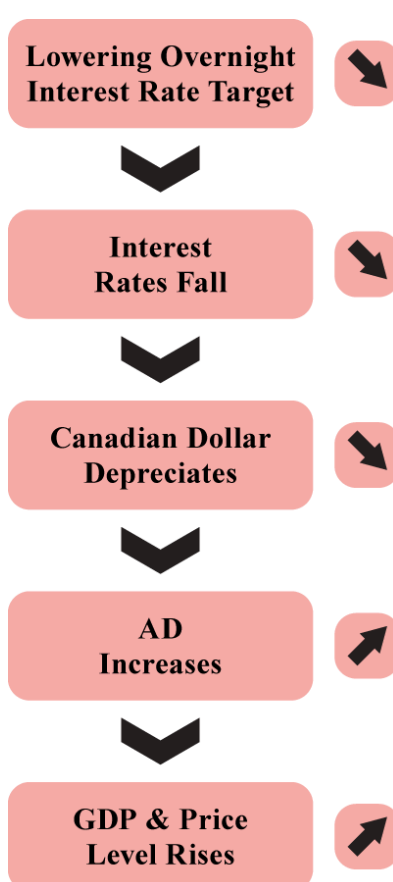 Lowering Overnight
Interest Rate Target
Interest
Rates Fall
Canadian Dollar
Depreciates
AD
Increases
GDP & Price
Level Rises